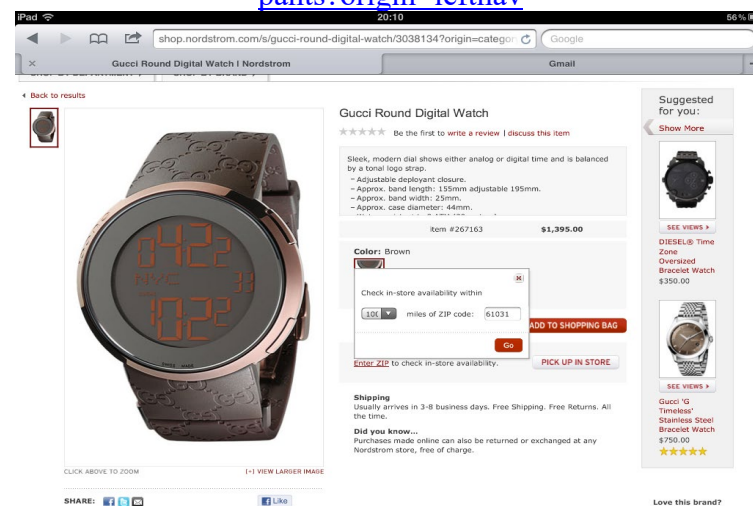 pants?origin=leftnav
iPad 20:10 56%
shop.nordstrom.com/s/gucci-round-digital-watch/3038134?origin=categor Google
Gucci Round Digital Watch | Nordstrom Gmail
Back to results
Gucci Round Digital Watch
Be the first to write a review | discuss this item
Sleek, modern dial shows either analog or digital time and is balanced
by a tonal logo strap.
- Adjustable deployant closure.
- Approx. band length: 155mm adjustable 195mm.
- Approx. band width: 25mm.
- Approx. case diameter: 44mm.
item #267163 $1,395.00
Color: Brown
Check in-store availability within
miles of ZIP code: 61031
Go
ADD TO SHOPPING BAG
Enter ZIP to check in-store availability. PICK UP IN STORE
Shipping
Usually arrives in 3-8 business days. Free Shipping. Free Returns. All
the time.
Did you know...
Purchases made online can also be returned or exchanged at any
Nordstrom store, free of charge.
0422
NYC 33
1022
SWISS MADE
CLICK ABOVE TO ZOOM [+] VIEW LARGER IMAGE
SHARE: Like
Suggested
for you:
Show More
SEE VIEWS
DIESEL® Time
Zone
Oversized
Bracelet Watch
$350.00
SEE VIEWS
Gucci 'G
Timeless'
Stainless Steel
Bracelet Watch
$750.00
Love this brand?